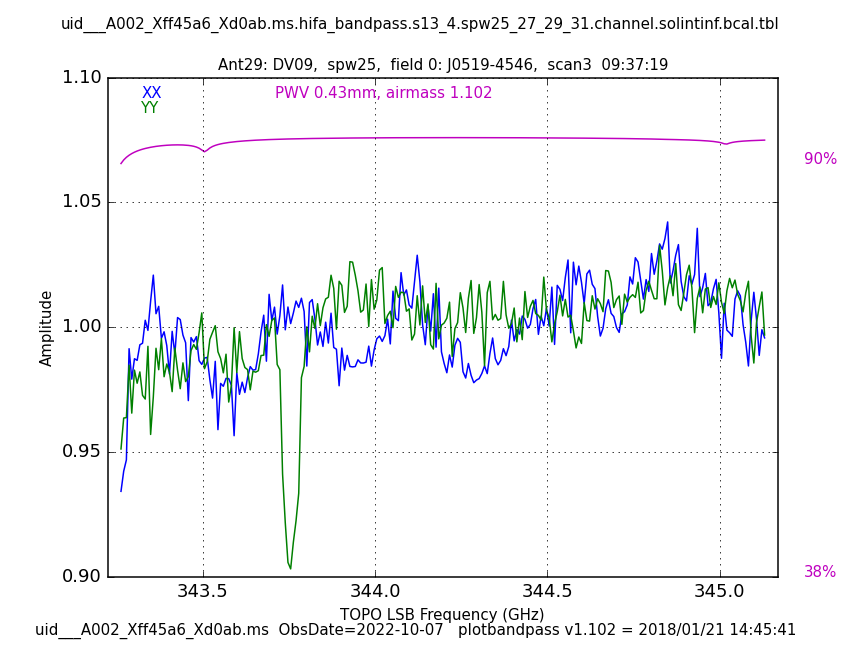 uid___A002_Xff45a6_Xd0ab.ms.hifa_bandpass.s13_4.spw25_27_29_31.channel.solintinf.bcal.tbl
Ant29: DV09,  spw25,  field 0: J0519-4546,  scan3  09:37:19
1.10
XX
PWV 0.43mm, airmass 1.102
YY
90%
1.05
Amplitude
1.00
0.95
38%
0.90
343.5
344.0
344.5
345.0
TOPO LSB Frequency (GHz)
uid___A002_Xff45a6_Xd0ab.ms  ObsDate=2022-10-07   plotbandpass v1.102 = 2018/01/21 14:45:41